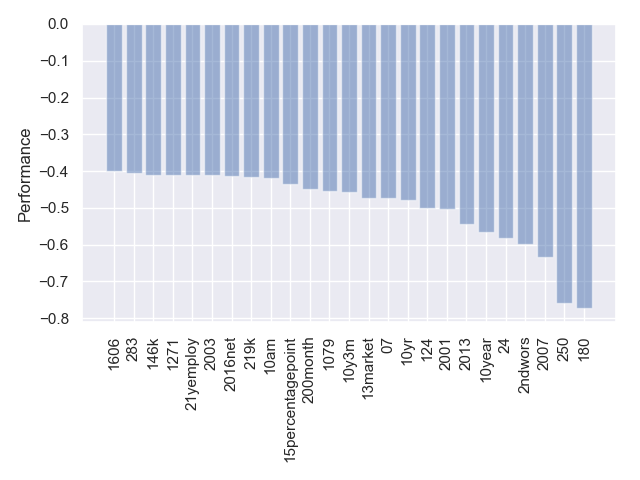 0.0
−0.1
−0.2
−0.3
−0.4
−0.5
−0.6
−0.7
−0.8
Performance
1606
283
146k
1271
21yemploy
2003
2016net
219k
10am
15percentagepoint
200month
1079
10y3m
13market
07
10yr
124
2001
2013
10year
24
2ndwors
2007
250
180